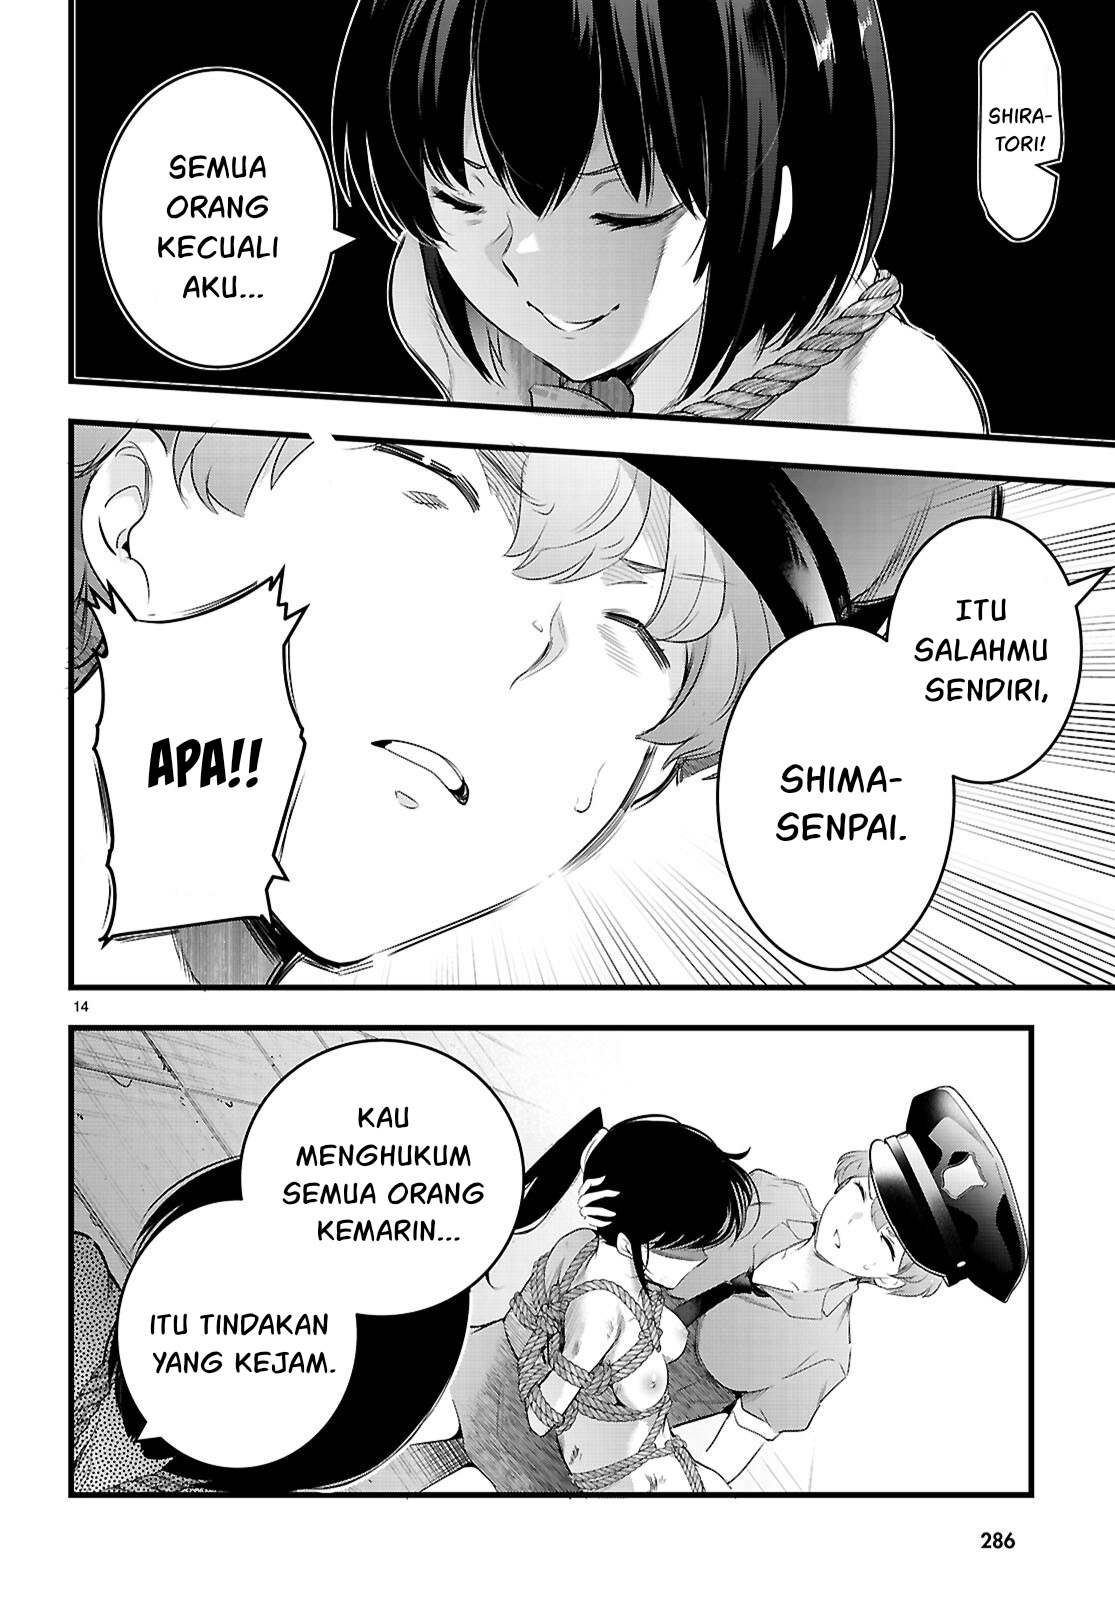 SHIRA-
TORI!
SEMUA
ORANG
KECUALI
AKU...
ITU
SALAHMU
SENDIRI,
SHIMA-
SENPAI.
APA!!
14
KAU
MENGHUKUM
SEMUA ORANG
KEMARIN...
ITU TINDAKAN
YANG KEJAM.
286